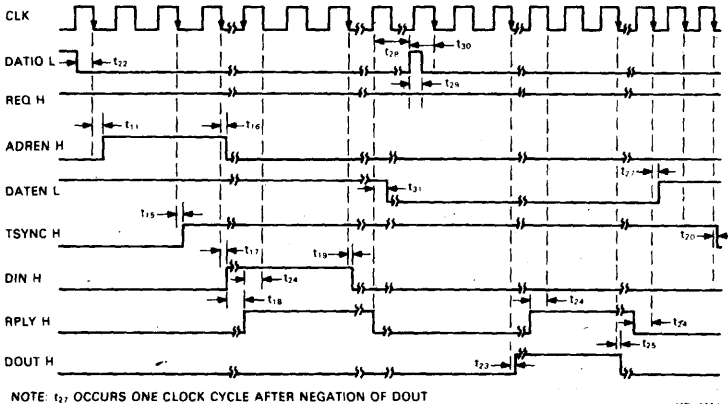 CLK
t30
t28
DATIO L
t22
t29
REQ H
t11
t16
ADREN H
t27
DATEN L
t31
t15
TSYNC H
t20
t17
t19
DIN H
t24
t18
t24
RPLY H
t24
t25
DOUT H
t23
NOTE: t27 OCCURS ONE CLOCK CYCLE AFTER NEGATION OF DOUT